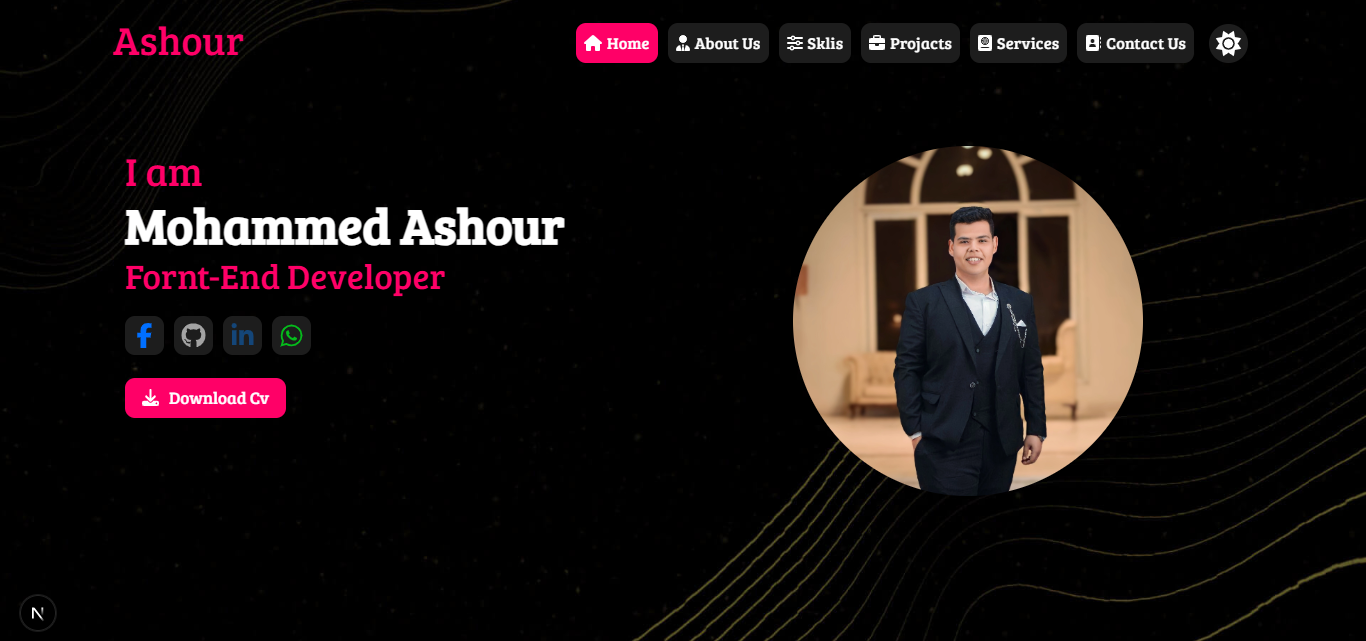 Ashour
Home About Us Sklis Projacts Services Contact Us
I am
Mohammed Ashour
Fornt-End Developer
Download Cv